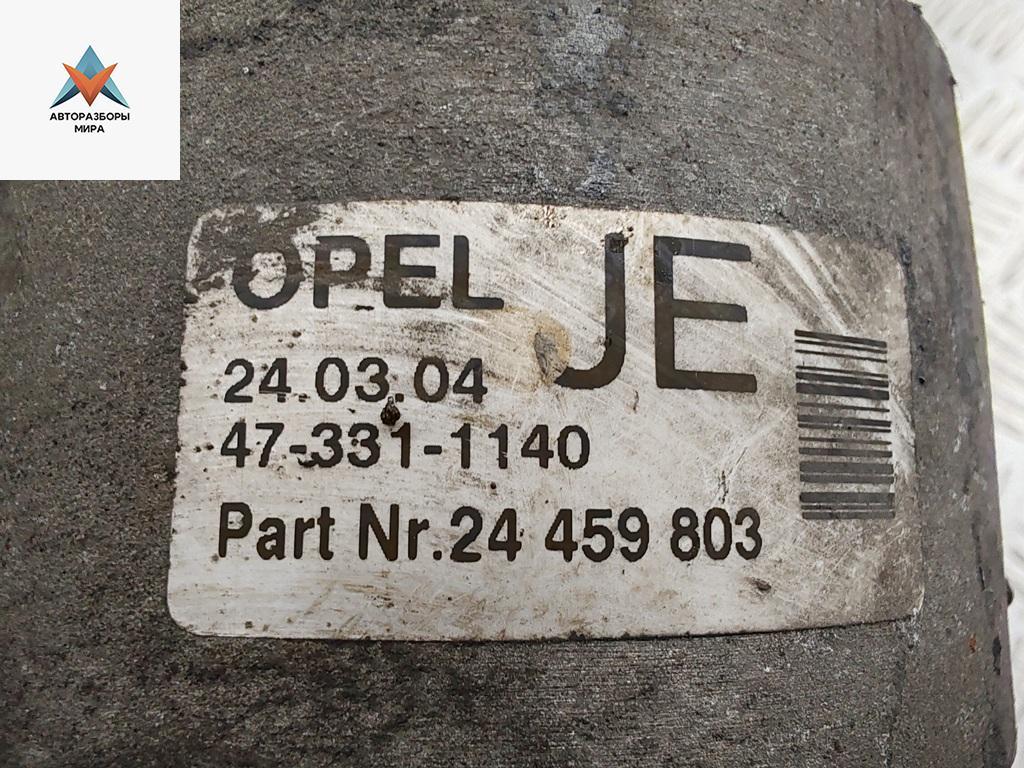 АВТОРАЗБОРЫ
МИРА
OPEL JE
24.03.04
47-331-1140
Part Nr.24 459 803